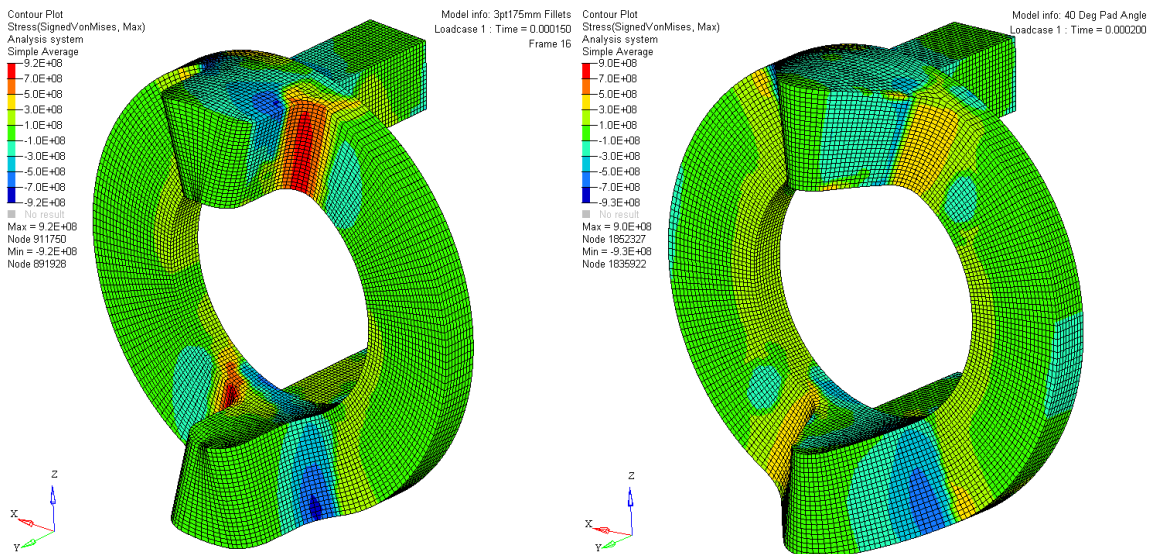 Contour Plot
Stress(SignedVonMises, Max)
Analysis system
Simple Average
9.2E+08
7.0E+08
5.0E+08
3.0E+08
1.0E+08
-1.0E+08
-3.0E+08
-5.0E+08
-7.0E+08
-9.2E+08
No result
Max = 9.2E+08
Node 911750
Min = -9.2E+08
Node 891928
Model info: 3pt175mm Fillets
Loadcase 1 : Time = 0.000150
Frame 16
Z
X
Y
Contour Plot
Stress(SignedVonMises, Max)
Analysis system
Simple Average
9.0E+08
7.0E+08
5.0E+08
3.0E+08
1.0E+08
-1.0E+08
-3.0E+08
-5.0E+08
-7.0E+08
-9.3E+08
No result
Max = 9.0E+08
Node 1852327
Min = -9.3E+08
Node 1835922
Model info: 40 Deg Pad Angle
Loadcase 1 : Time = 0.000200
Z
X
Y